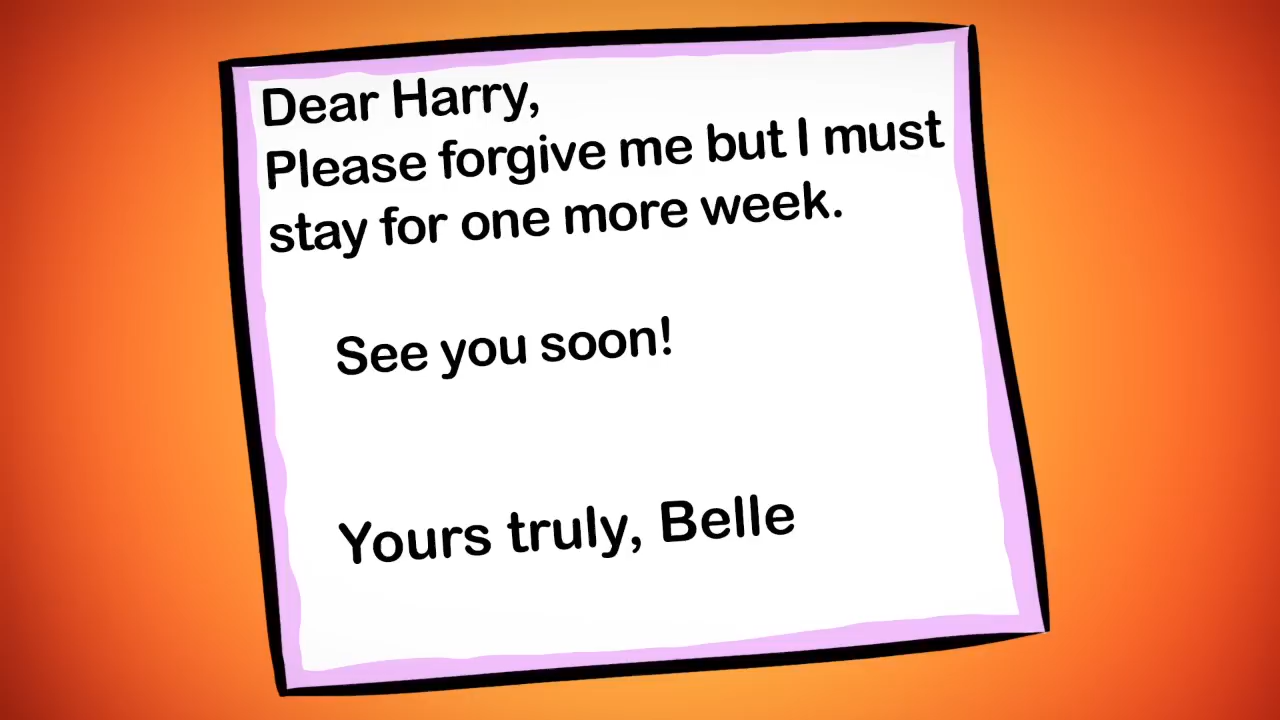 Dear Harry,
Please forgive me but I must
stay for one more week.
See you soon!
Yours truly, Belle